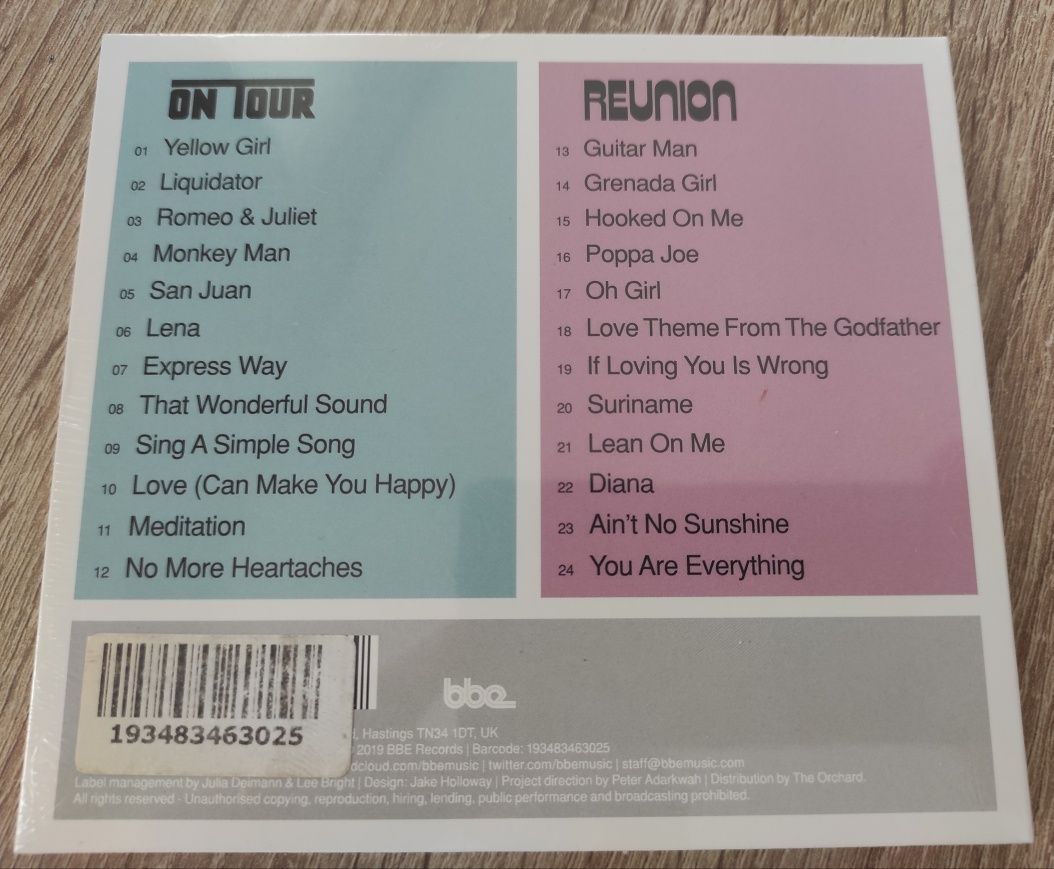 ON TOUR
01 Yellow Girl
02 Liquidator
03 Romeo & Juliet
04 Monkey Man
05 San Juan
06 Lena
07 Express Way
08 That Wonderful Sound
09 Sing A Simple Song
10 Love (Can Make You Happy)
11 Meditation
12 No More Heartaches
REUNION
13 Guitar Man
14 Grenada Girl
15 Hooked On Me
16 Poppa Joe
17 Oh Girl
18 Love Theme From The Godfather
19 If Loving You Is Wrong
20 Suriname
21 Lean On Me
22 Diana
23 Ain't No Sunshine
24 You Are Everything
193483463025
bbe
Hastings TN34 1DT, UK
2019 BBE Records | Barcode: 193483463025
dcloud.com/bbemusic | twitter.com/bbemusic | staff@bbemusic.com
Label management by Julia Deimann & Lee Bright | Design: Jake Holloway | Project direction by Peter Adarkwah | Distribution by The Orchard.
All rights reserved - Unauthorised copying, reproduction, hiring, lending, public performance and broadcasting prohibited.